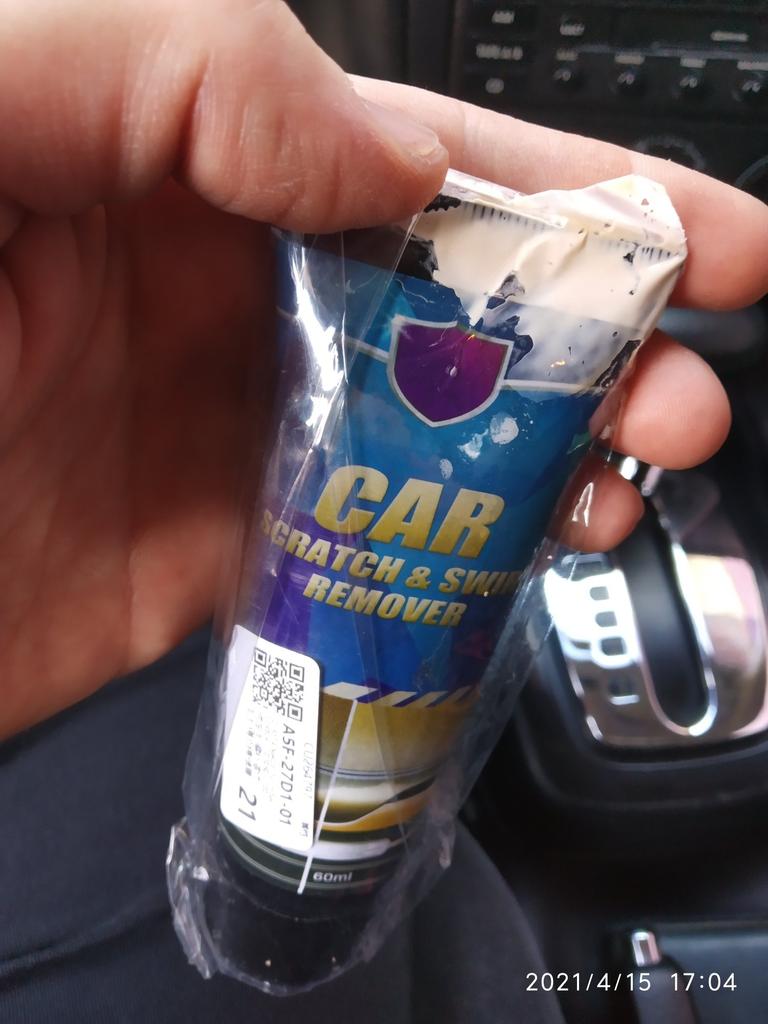 CAR
SCRATCH & SWI
REMOVER
A5F-27D1-01
21
60ml
2021/4/15 17:04